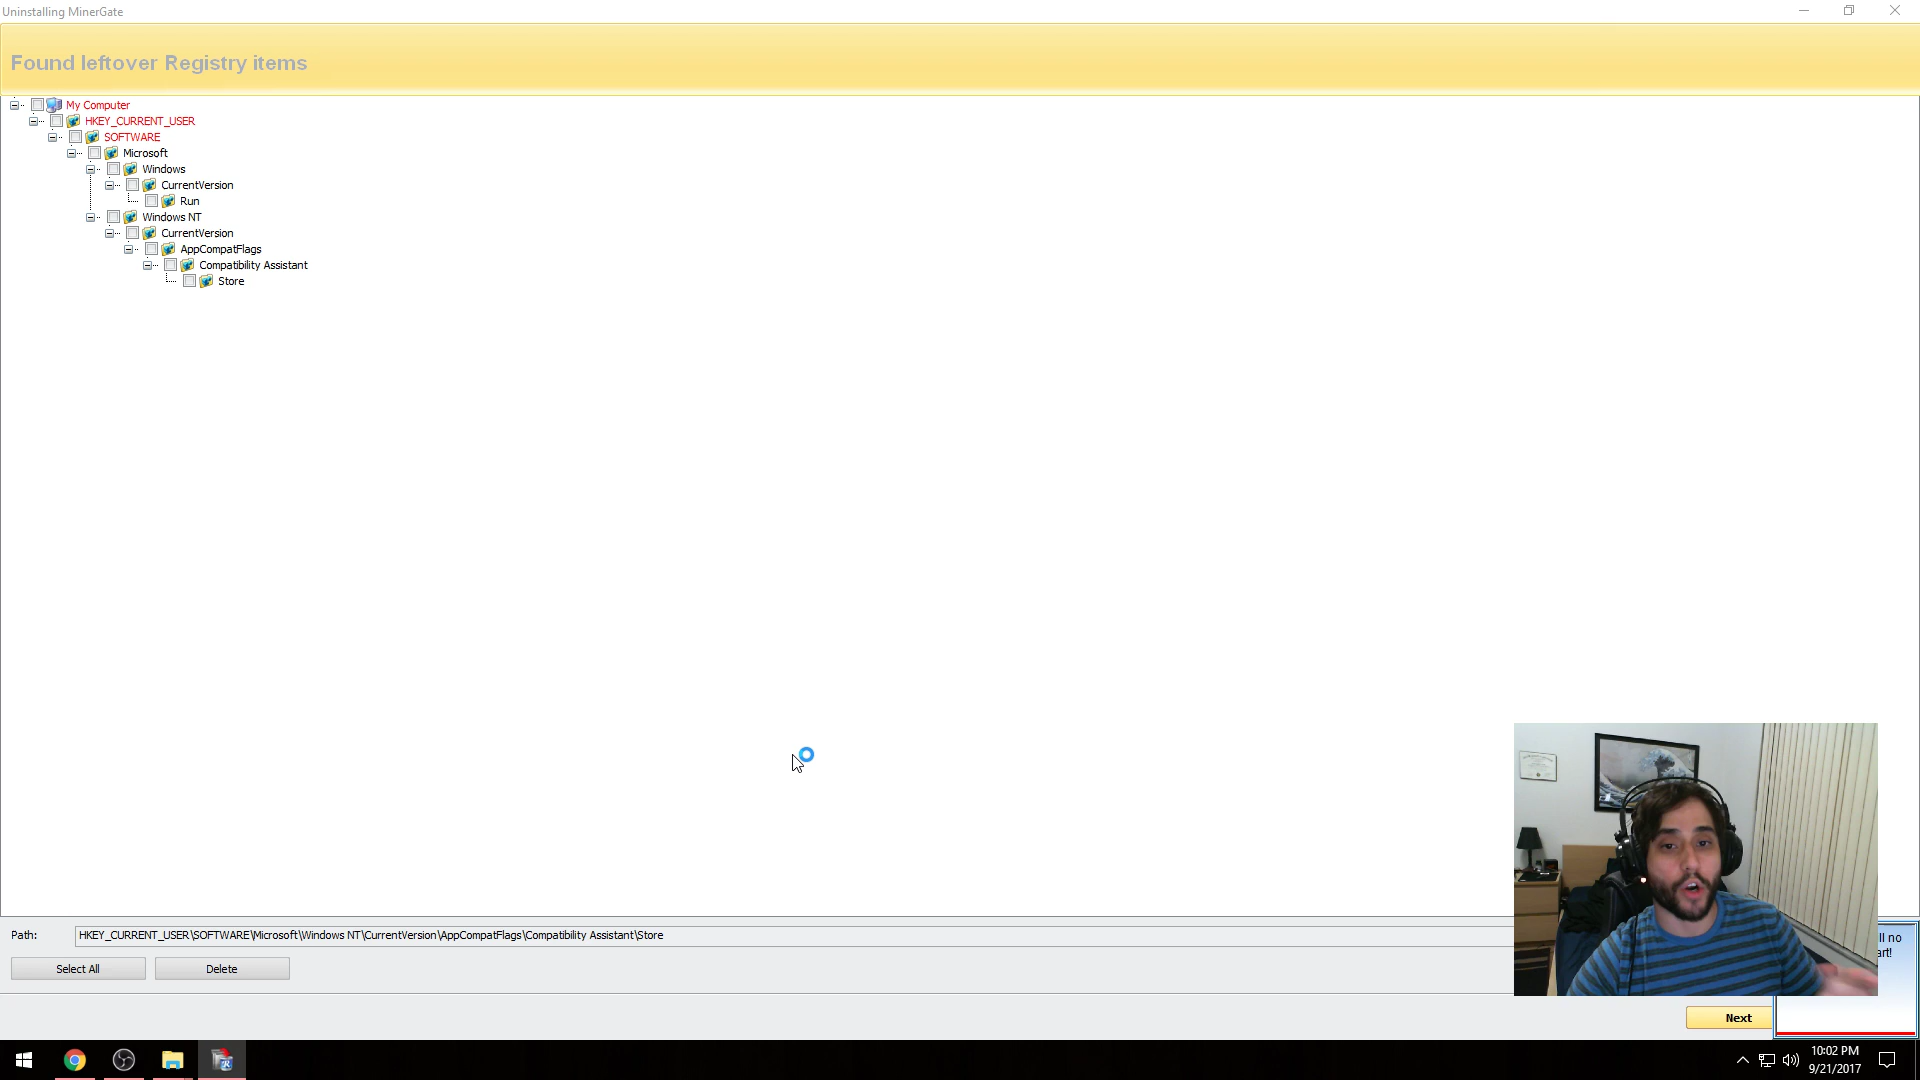 Uninstalling MinerGate
Found leftover Registry items
My Computer
HKEY_CURRENT_USER
SOFTWARE
Microsoft
Windows
CurrentVersion
Run
Windows NT
CurrentVersion
AppCompatFlags
Compatibility Assistant
Store
Path: HKEY_CURRENT_USER\SOFTWARE\Microsoft\Windows NT\CurrentVersion\AppCompatFlags\Compatibility Assistant\Store
Select All Delete
no
Next
10:02 PM
9/21/2017